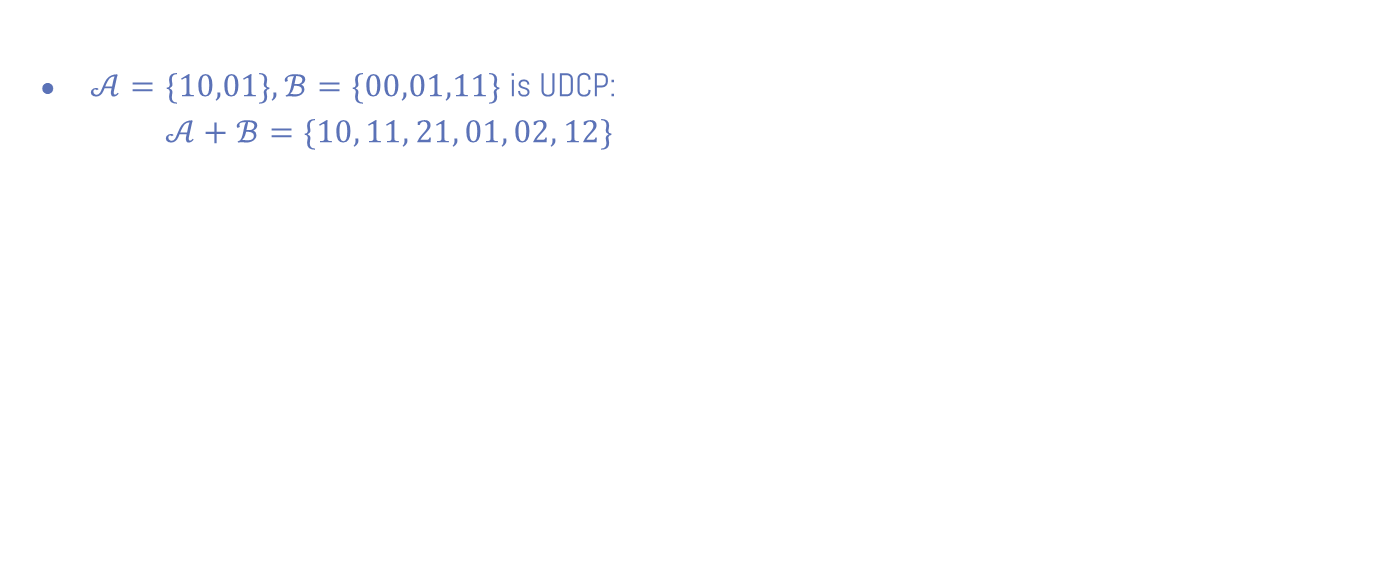 • 𝒜 = {10,01}, ℬ = {00,01,11} is UDCP:
𝒜 + ℬ = {10, 11, 21, 01, 02, 12}